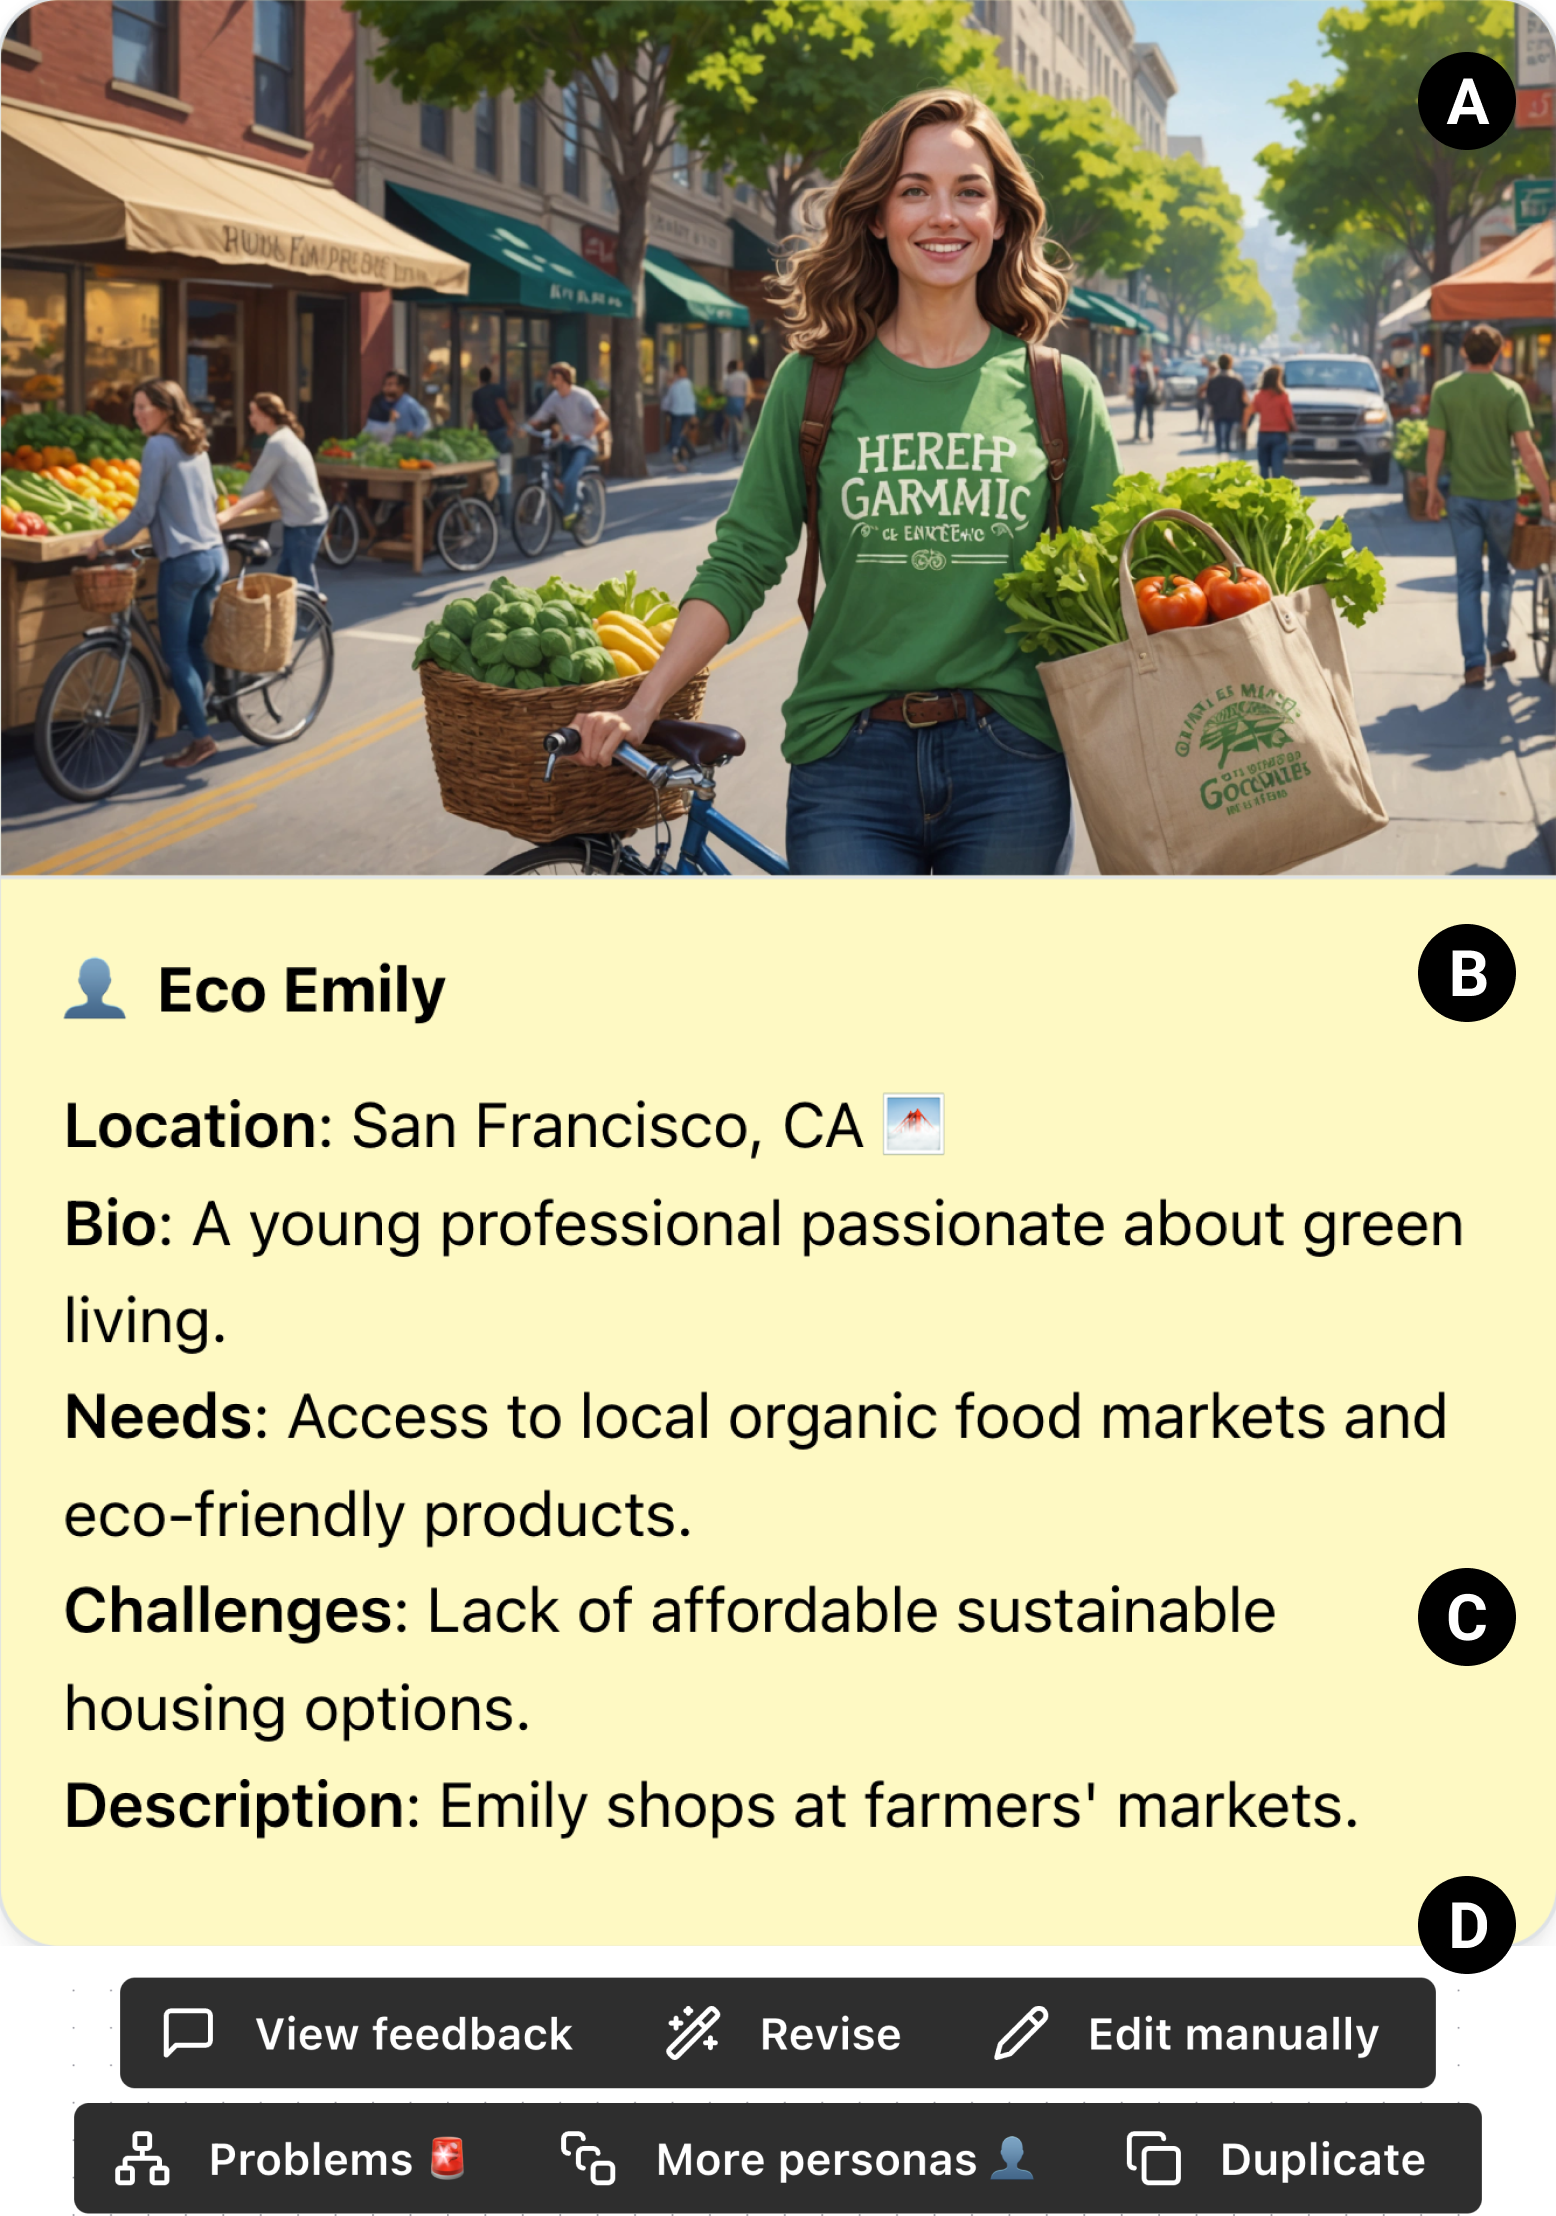 A
HEREHP
GARMMIC
B
Eco Emily
Location: San Francisco, CA
Bio: A young professional passionate about green
living.
Needs: Access to local organic food markets and
eco-friendly products.
C
Challenges: Lack of affordable sustainable
housing options.
Description: Emily shops at farmers' markets.
D
View feedback Revise Edit manually
Problems More personas Duplicate